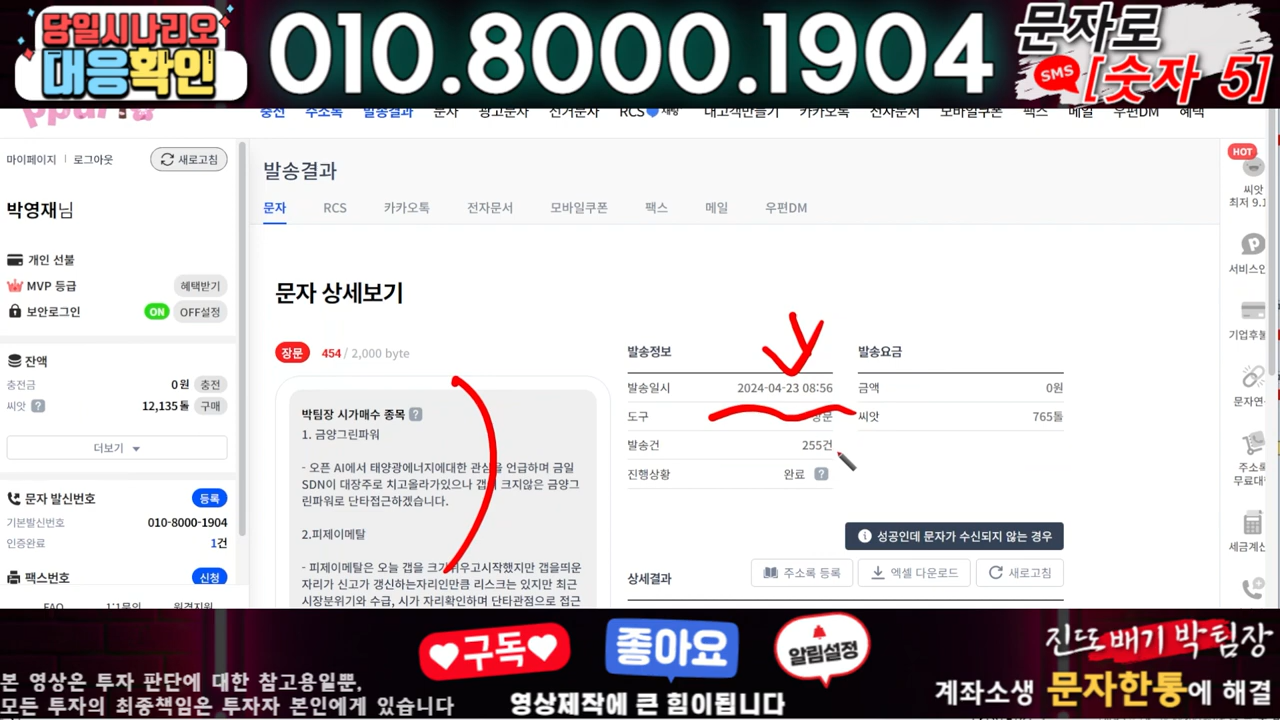 당일시나리오
대응확인
010.8000.1904
문자로
SMS
[숫자 5]
충전 주소록 발송결과 문자 광고문자 선거문자 RCS 대고객만들기 카카오톡 전자문서 모바일쿠폰 팩스 메일 우편DM 혜택
마이페이지 | 로그아웃
새로고침
박영재님
개인 선불
MVP 등급
혜택받기
보안로그인
ON
OFF설정
잔액
충전금
0 원
충전
씨앗 ?
12,135 톨
구매
더보기
문자 발신번호
등록
기본발신번호
010-8000-1904
인증완료
1건
팩스번호
신청
FAQ
1:1문의
원격지원
발송결과
문자
RCS
카카오톡
전자문서
모바일쿠폰
팩스
메일
우편DM
문자 상세보기
장문
454 / 2,000 byte
박팀장 시가매수 종목 ?
1. 금양그린파워
- 오픈 AI에서 태양광에너지에대한 관심을 언급하며 금일
SDN이 대장주로 치고올라가있으나 갭이 크지않은 금양그
린파워로 단타접근하겠습니다.
2.피제이메탈
- 피제이메탈은 오늘 갭을 크게띄우고시작했지만 갭을띄운
자리가 신고가 갱신하는자리인만큼 리스크는 있지만 최근
시장분위기와 수급, 시가 자리확인하며 단타관점으로 접근
발송정보
발송일시
2024-04-23 08:56
도구
장문
발송건
255건
진행상황
완료 ?
발송요금
금액
0원
씨앗
765톨
성공인데 문자가 수신되지 않는 경우
상세결과
주소록 등록
엑셀 다운로드
새로고침
HOT
씨앗
최저 9.1
서비스안
기업후불
문자연
주소록
무료대
세금계산
구독
좋아요
알림설정
영상제작에 큰 힘이됩니다
본 영상은 투자 판단에 대한 참고용일뿐,
모든 투자의 최종책임은 투자자 본인에게 있습니다
진또배기 박팀장
계좌소생 문자한통에 해결